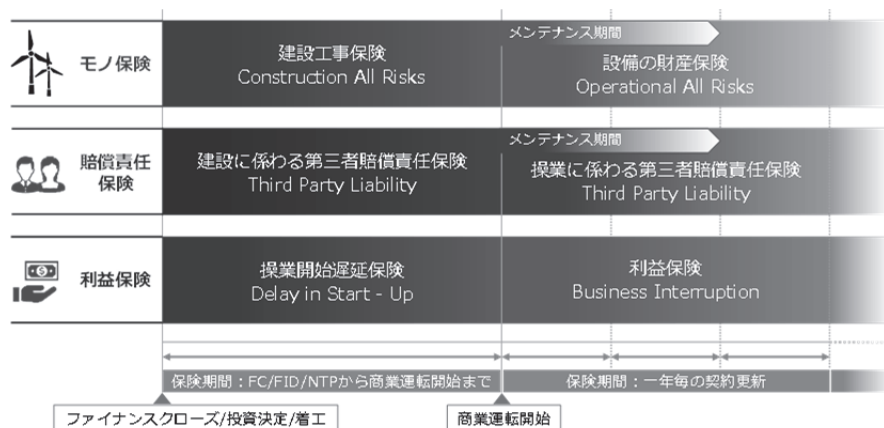 モノ保険
建設工事保険
Construction All Risks
メンテナンス期間
設備の財産保険
Operational All Risks
賠償責任
保険
建設に係わる第三者賠償責任保険
Third Party Liability
メンテナンス期間
操業に係わる第三者賠償責任保険
Third Party Liability
利益保険
操業開始遅延保険
Delay in Start - Up
利益保険
Business Interruption
保険期間：FC/FID/NTPから商業運転開始まで
保険期間：一年毎の契約更新
ファイナンスクローズ/投資決定/着工
商業運転開始